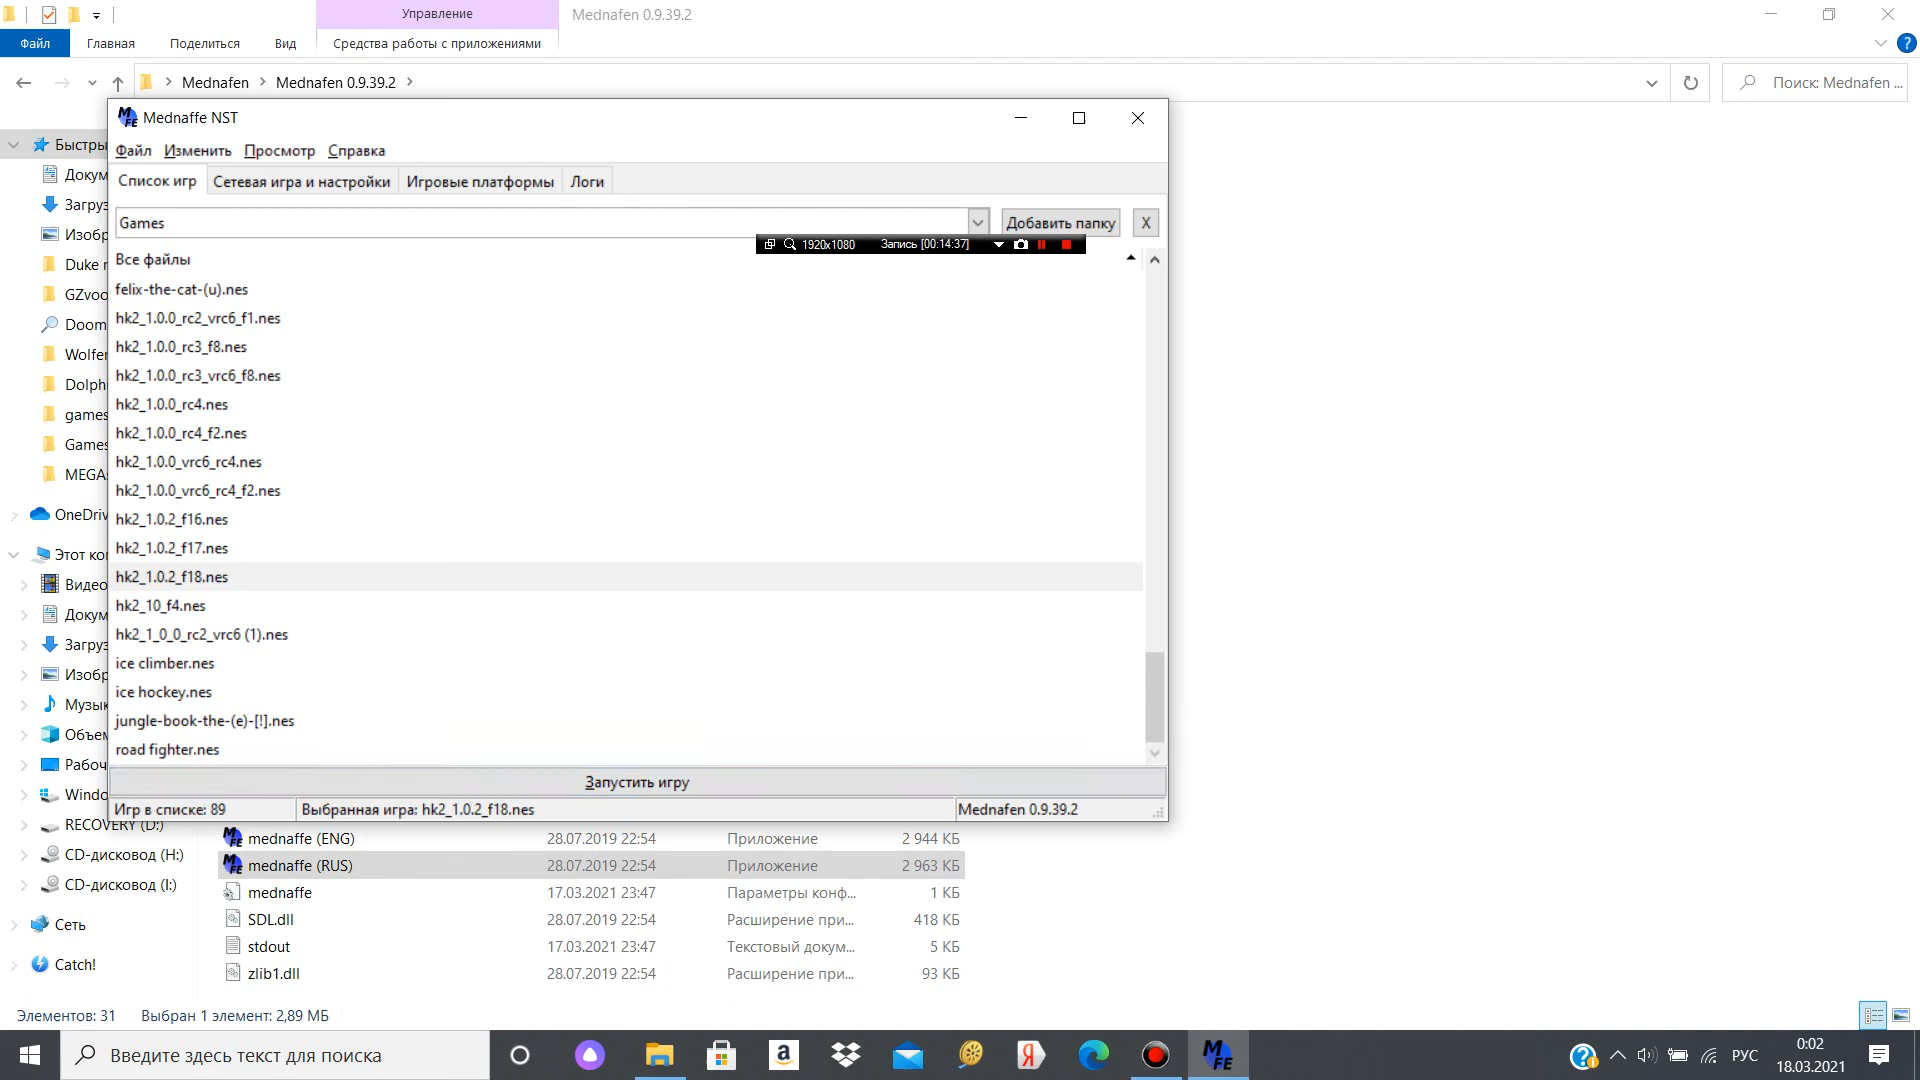 Управление
Mednafen 0.9.39.2
Файл
Главная
Поделиться
Вид
Средства работы с приложениями
Mednafen
Mednafen 0.9.39.2
Поиск: Mednafen ...
Mednaffe NST
Файл Изменить Просмотр Справка
Список игр
Сетевая игра и настройки
Игровые платформы
Логи
Games
Добавить папку
X
1920x1080
Запись [00:14:37]
Все файлы
felix-the-cat-(u).nes
hk2_1.0.0_rc2_vrc6_f1.nes
hk2_1.0.0_rc3_f8.nes
hk2_1.0.0_rc3_vrc6_f8.nes
hk2_1.0.0_rc4.nes
hk2_1.0.0_rc4_f2.nes
hk2_1.0.0_vrc6_rc4.nes
hk2_1.0.0_vrc6_rc4_f2.nes
hk2_1.0.2_f16.nes
hk2_1.0.2_f17.nes
hk2_1.0.2_f18.nes
hk2_10_f4.nes
hk2_1_0_0_rc2_vrc6 (1).nes
ice climber.nes
ice hockey.nes
jungle-book-the-(e)-[!].nes
road fighter.nes
Запустить игру
Игр в списке: 89
Выбранная игра: hk2_1.0.2_f18.nes
Mednafen 0.9.39.2
Быстры
Докум
Загруз
Изобр
Duke
GZvoo
Doom
Wolfer
Dolphi
games
Games
MEGA
OneDriv
Этот ко
Видео
Докум
Загруз
Изобр
Музык
Объем
Рабоч
Windo
RECOVERY (D:)
CD-дисковод (H:)
CD-дисковод (I:)
Сеть
Catch!
mednaffe (ENG) 28.07.2019 22:54 Приложение 2 944 КБ
mednaffe (RUS) 28.07.2019 22:54 Приложение 2 963 КБ
mednaffe 17.03.2021 23:47 Параметры конф... 1 КБ
SDL.dll 28.07.2019 22:54 Расширение при... 418 КБ
stdout 17.03.2021 23:47 Текстовый докум... 5 КБ
zlib1.dll 28.07.2019 22:54 Расширение при... 93 КБ
Элементов: 31
Выбран 1 элемент: 2,89 МБ
Введите здесь текст для поиска
РУС
0:02
18.03.2021